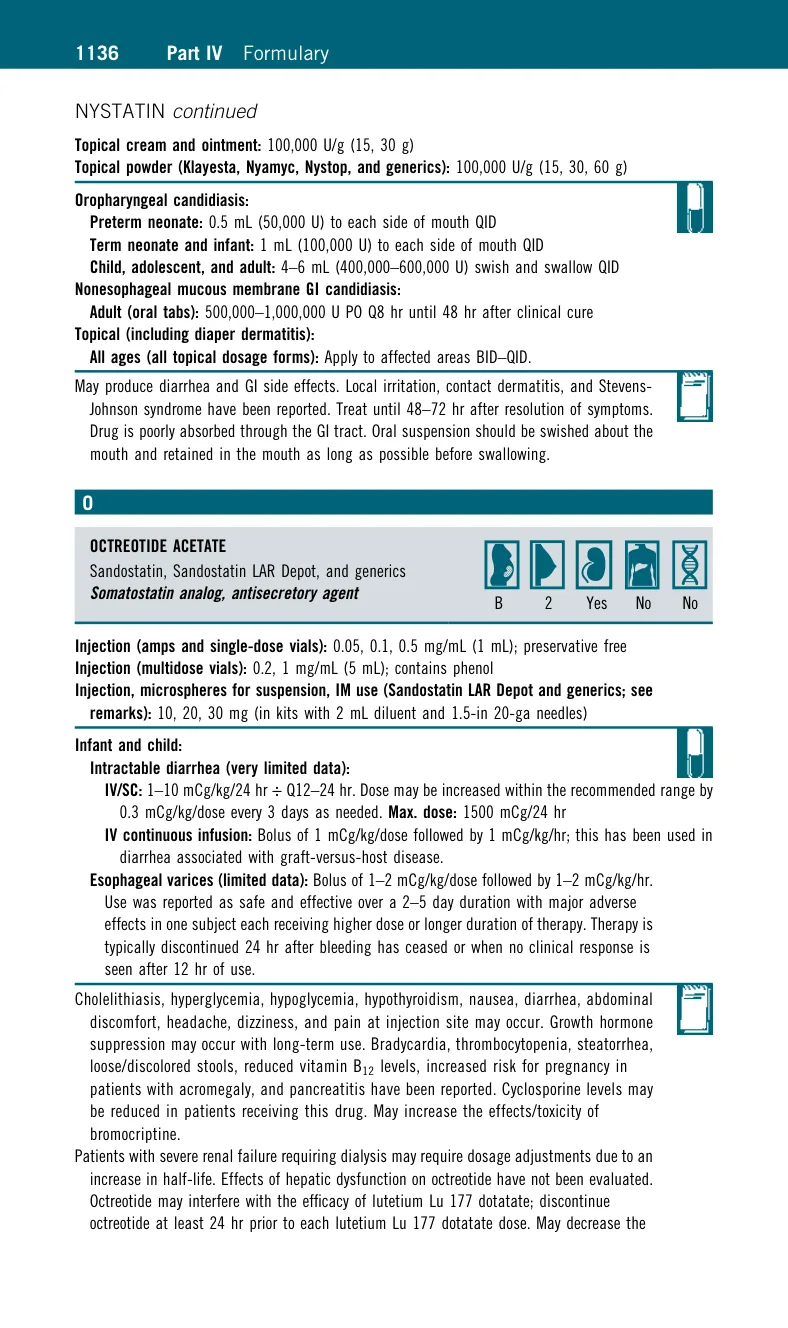 1136 Part IV Formulary
NYSTATIN continued
Topical cream and ointment: 100,000 U/g (15, 30 g)
Topical powder (Klayesta, Nyamyc, Nystop, and generics): 100,000 U/g (15, 30, 60 g)
Oropharyngeal candidiasis:
Preterm neonate: 0.5 mL (50,000 U) to each side of mouth QID
Term neonate and infant: 1 mL (100,000 U) to each side of mouth QID
Child, adolescent, and adult: 4–6 mL (400,000–600,000 U) swish and swallow QID
Nonesophageal mucous membrane GI candidiasis:
Adult (oral tabs): 500,000–1,000,000 U PO Q8 hr until 48 hr after clinical cure
Topical (including diaper dermatitis):
All ages (all topical dosage forms): Apply to affected areas BID–QID.
May produce diarrhea and GI side effects. Local irritation, contact dermatitis, and Stevens-
Johnson syndrome have been reported. Treat until 48–72 hr after resolution of symptoms.
Drug is poorly absorbed through the GI tract. Oral suspension should be swished about the
mouth and retained in the mouth as long as possible before swallowing.
O
OCTREOTIDE ACETATE
Sandostatin, Sandostatin LAR Depot, and generics
Somatostatin analog, antisecretory agent
B 2 Yes No No
Injection (amps and single-dose vials): 0.05, 0.1, 0.5 mg/mL (1 mL); preservative free
Injection (multidose vials): 0.2, 1 mg/mL (5 mL); contains phenol
Injection, microspheres for suspension, IM use (Sandostatin LAR Depot and generics; see
remarks): 10, 20, 30 mg (in kits with 2 mL diluent and 1.5-in 20-ga needles)
Infant and child:
Intractable diarrhea (very limited data):
IV/SC: 1–10 mCg/kg/24 hr ÷ Q12–24 hr. Dose may be increased within the recommended range by
0.3 mCg/kg/dose every 3 days as needed. Max. dose: 1500 mCg/24 hr
IV continuous infusion: Bolus of 1 mCg/kg/dose followed by 1 mCg/kg/hr; this has been used in
diarrhea associated with graft-versus-host disease.
Esophageal varices (limited data): Bolus of 1–2 mCg/kg/dose followed by 1–2 mCg/kg/hr.
Use was reported as safe and effective over a 2–5 day duration with major adverse
effects in one subject each receiving higher dose or longer duration of therapy. Therapy is
typically discontinued 24 hr after bleeding has ceased or when no clinical response is
seen after 12 hr of use.
Cholelithiasis, hyperglycemia, hypoglycemia, hypothyroidism, nausea, diarrhea, abdominal
discomfort, headache, dizziness, and pain at injection site may occur. Growth hormone
suppression may occur with long-term use. Bradycardia, thrombocytopenia, steatorrhea,
loose/discolored stools, reduced vitamin B12 levels, increased risk for pregnancy in
patients with acromegaly, and pancreatitis have been reported. Cyclosporine levels may
be reduced in patients receiving this drug. May increase the effects/toxicity of
bromocriptine.
Patients with severe renal failure requiring dialysis may require dosage adjustments due to an
increase in half-life. Effects of hepatic dysfunction on octreotide have not been evaluated.
Octreotide may interfere with the efficacy of lutetium Lu 177 dotatate; discontinue
octreotide at least 24 hr prior to each lutetium Lu 177 dotatate dose. May decrease the